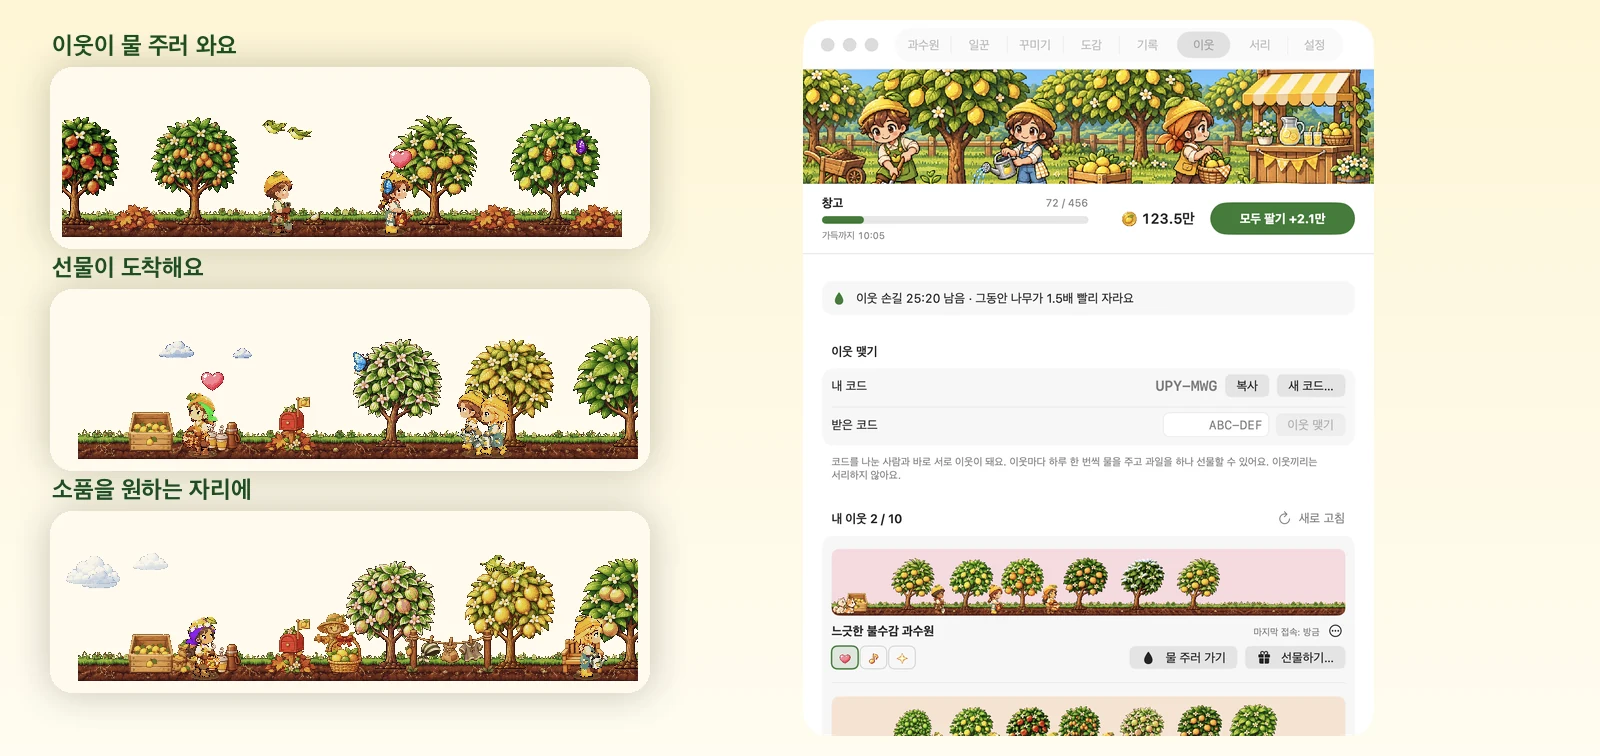 이웃이 물 주러 와요
선물이 도착해요
소품을 원하는 자리에
과수원 일꾼 꾸미기 도감 기록 이웃 서리 설정
창고 72 / 456
가득까지 10:05
123.5만
모두 팔기 +2.1만
이웃 손길 25:20 남음 · 그동안 나무가 1.5배 빨리 자라요
이웃 맺기
내 코드 UPY–MWG 복사 새 코드...
받은 코드 ABC–DEF 이웃 맺기
코드를 나눈 사람과 바로 서로 이웃이 돼요. 이웃마다 하루 한 번씩 물을 주고 과일을 하나 선물할 수 있어요. 이웃끼리는
서리하지 않아요.
내 이웃 2 / 10 새로 고침
느긋한 불수감 과수원 마지막 접속: 방금
물 주러 가기 선물하기...